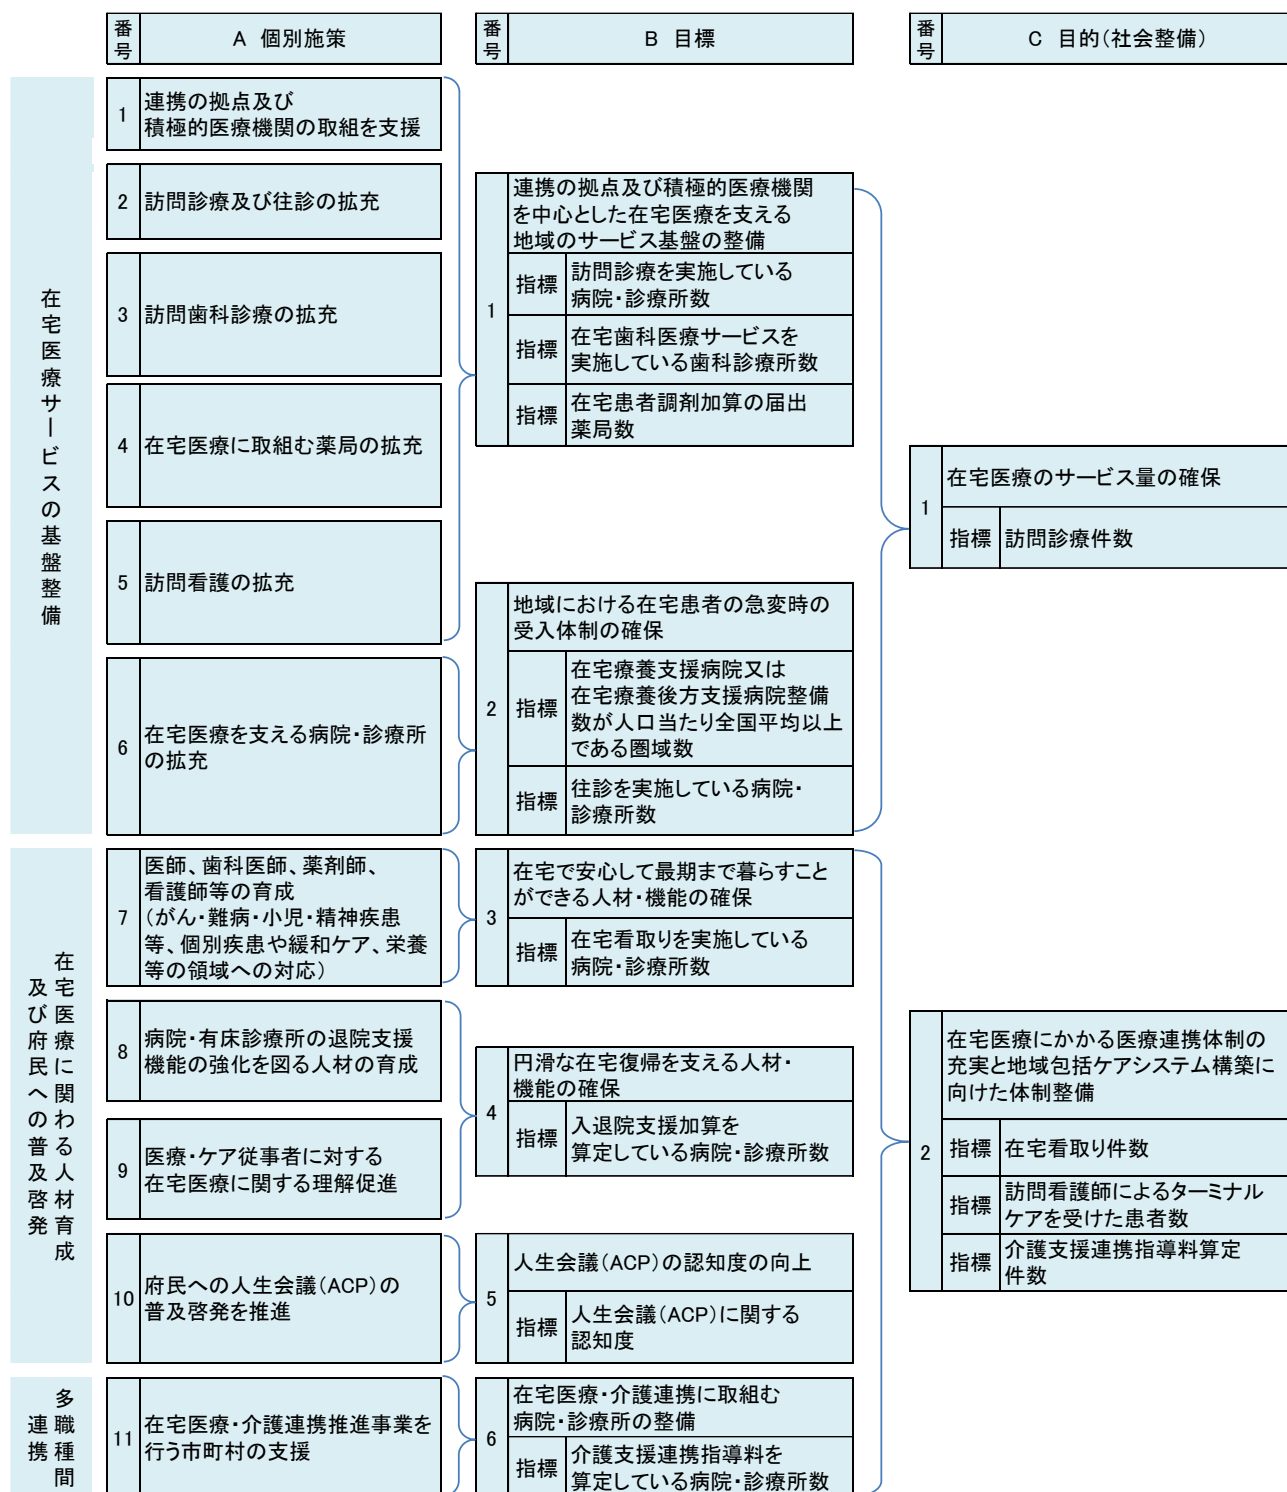 番号
A 個別施策
番号
B 目標
番号
C 目的(社会整備)
在宅医療サービスの基盤整備
1
連携の拠点及び
積極的医療機関の取組を支援
2
訪問診療及び往診の拡充
3
訪問歯科診療の拡充
4
在宅医療に取組む薬局の拡充
5
訪問看護の拡充
6
在宅医療を支える病院・診療所
の拡充
1
連携の拠点及び積極的医療機関
を中心とした在宅医療を支える
地域のサービス基盤の整備
指標
訪問診療を実施している
病院・診療所数
指標
在宅歯科医療サービスを
実施している歯科診療所数
指標
在宅患者調剤加算の届出
薬局数
2
地域における在宅患者の急変時の
受入体制の確保
指標
在宅療養支援病院又は
在宅療養後方支援病院整備
数が人口当たり全国平均以上
である圏域数
指標
往診を実施している病院・
診療所数
1
在宅医療のサービス量の確保
指標
訪問診療件数
在宅医療に関わる人材育成
及び府民への普及啓発
7
医師、歯科医師、薬剤師、
看護師等の育成
(がん・難病・小児・精神疾患
等、個別疾患や緩和ケア、栄養
等の領域への対応)
8
病院・有床診療所の退院支援
機能の強化を図る人材の育成
9
医療・ケア従事者に対する
在宅医療に関する理解促進
10
府民への人生会議(ACP)の
普及啓発を推進
3
在宅で安心して最期まで暮らすこと
ができる人材・機能の確保
指標
在宅看取りを実施している
病院・診療所数
4
円滑な在宅復帰を支える人材・
機能の確保
指標
入退院支援加算を
算定している病院・診療所数
5
人生会議(ACP)の認知度の向上
指標
人生会議(ACP)に関する
認知度
2
在宅医療にかかる医療連携体制の
充実と地域包括ケアシステム構築に
向けた体制整備
指標
在宅看取り件数
指標
訪問看護師によるターミナル
ケアを受けた患者数
指標
介護支援連携指導料算定
件数
多職種間
連携
11
在宅医療・介護連携推進事業を
行う市町村の支援
6
在宅医療・介護連携に取組む
病院・診療所の整備
指標
介護支援連携指導料を
算定している病院・診療所数